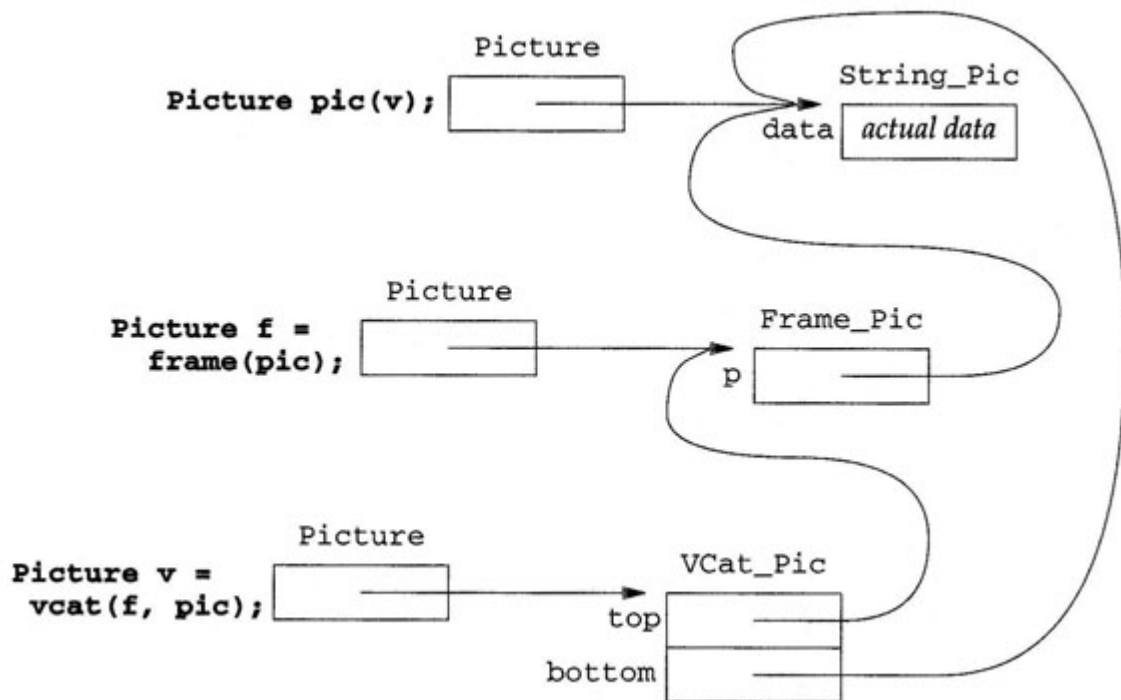 Picture
String_Pic
Picture pic(v);
data
actual data
Picture
Frame_Pic
Picture f =
frame(pic);
p
Picture
VCat_Pic
Picture v =
vcat(f, pic);
top
bottom